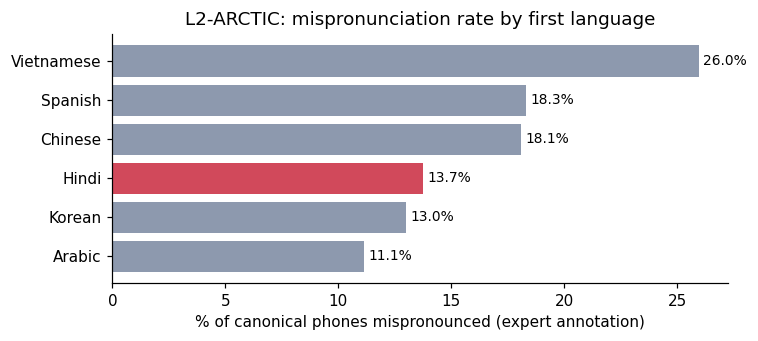 L2-ARCTIC: mispronunciation rate by first language
Vietnamese 26.0%
Spanish 18.3%
Chinese 18.1%
Hindi 13.7%
Korean 13.0%
Arabic 11.1%
0 5 10 15 20 25
% of canonical phones mispronounced (expert annotation)